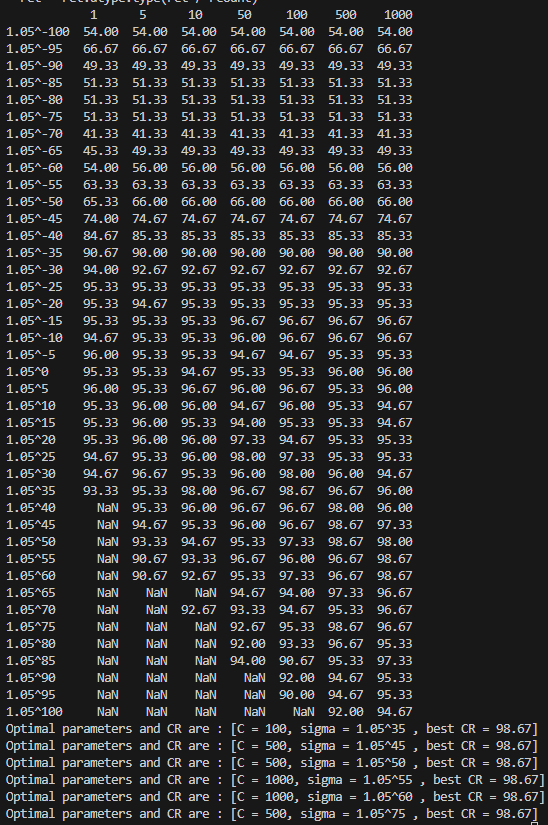 ret = ret.dtype.type(ret / rcount)
1 5 10 50 100 500 1000
1.05^-100 54.00 54.00 54.00 54.00 54.00 54.00 54.00
1.05^-95 66.67 66.67 66.67 66.67 66.67 66.67 66.67
1.05^-90 49.33 49.33 49.33 49.33 49.33 49.33 49.33
1.05^-85 51.33 51.33 51.33 51.33 51.33 51.33 51.33
1.05^-80 51.33 51.33 51.33 51.33 51.33 51.33 51.33
1.05^-75 51.33 51.33 51.33 51.33 51.33 51.33 51.33
1.05^-70 41.33 41.33 41.33 41.33 41.33 41.33 41.33
1.05^-65 45.33 49.33 49.33 49.33 49.33 49.33 49.33
1.05^-60 54.00 56.00 56.00 56.00 56.00 56.00 56.00
1.05^-55 63.33 63.33 63.33 63.33 63.33 63.33 63.33
1.05^-50 65.33 66.00 66.00 66.00 66.00 66.00 66.00
1.05^-45 74.00 74.67 74.67 74.67 74.67 74.67 74.67
1.05^-40 84.67 85.33 85.33 85.33 85.33 85.33 85.33
1.05^-35 90.67 90.00 90.00 90.00 90.00 90.00 90.00
1.05^-30 94.00 92.67 92.67 92.67 92.67 92.67 92.67
1.05^-25 95.33 95.33 95.33 95.33 95.33 95.33 95.33
1.05^-20 95.33 94.67 95.33 95.33 95.33 95.33 95.33
1.05^-15 95.33 95.33 95.33 96.67 96.67 96.67 96.67
1.05^-10 94.67 95.33 95.33 96.00 96.67 96.67 96.67
1.05^-5 96.00 95.33 95.33 94.67 94.67 95.33 95.33
1.05^0 95.33 95.33 94.67 95.33 95.33 96.00 96.00
1.05^5 96.00 95.33 96.67 96.00 96.67 95.33 96.00
1.05^10 95.33 96.00 96.00 94.67 96.00 95.33 94.67
1.05^15 95.33 96.00 95.33 94.00 95.33 95.33 94.67
1.05^20 95.33 96.00 96.00 97.33 94.67 95.33 95.33
1.05^25 94.67 95.33 96.00 98.00 97.33 95.33 95.33
1.05^30 94.67 96.67 95.33 96.00 98.00 96.00 94.67
1.05^35 93.33 95.33 98.00 96.67 98.67 96.67 96.00
1.05^40 NaN 95.33 96.00 96.67 96.67 98.00 96.00
1.05^45 NaN 94.67 95.33 96.00 96.67 98.67 97.33
1.05^50 NaN 93.33 94.67 95.33 97.33 98.67 98.00
1.05^55 NaN 90.67 93.33 96.67 96.00 96.67 98.67
1.05^60 NaN 90.67 92.67 95.33 97.33 96.67 98.67
1.05^65 NaN NaN NaN 94.67 94.00 97.33 96.67
1.05^70 NaN NaN 92.67 93.33 94.67 95.33 96.67
1.05^75 NaN NaN NaN 92.67 95.33 98.67 96.67
1.05^80 NaN NaN NaN 92.00 93.33 96.67 95.33
1.05^85 NaN NaN NaN 94.00 90.67 95.33 97.33
1.05^90 NaN NaN NaN NaN 92.00 94.67 95.33
1.05^95 NaN NaN NaN NaN 90.00 94.67 95.33
1.05^100 NaN NaN NaN NaN NaN 92.00 94.67
Optimal parameters and CR are : [C = 100, sigma = 1.05^35 , best CR = 98.67]
Optimal parameters and CR are : [C = 500, sigma = 1.05^45 , best CR = 98.67]
Optimal parameters and CR are : [C = 500, sigma = 1.05^50 , best CR = 98.67]
Optimal parameters and CR are : [C = 1000, sigma = 1.05^55 , best CR = 98.67]
Optimal parameters and CR are : [C = 1000, sigma = 1.05^60 , best CR = 98.67]
Optimal parameters and CR are : [C = 500, sigma = 1.05^75 , best CR = 98.67]